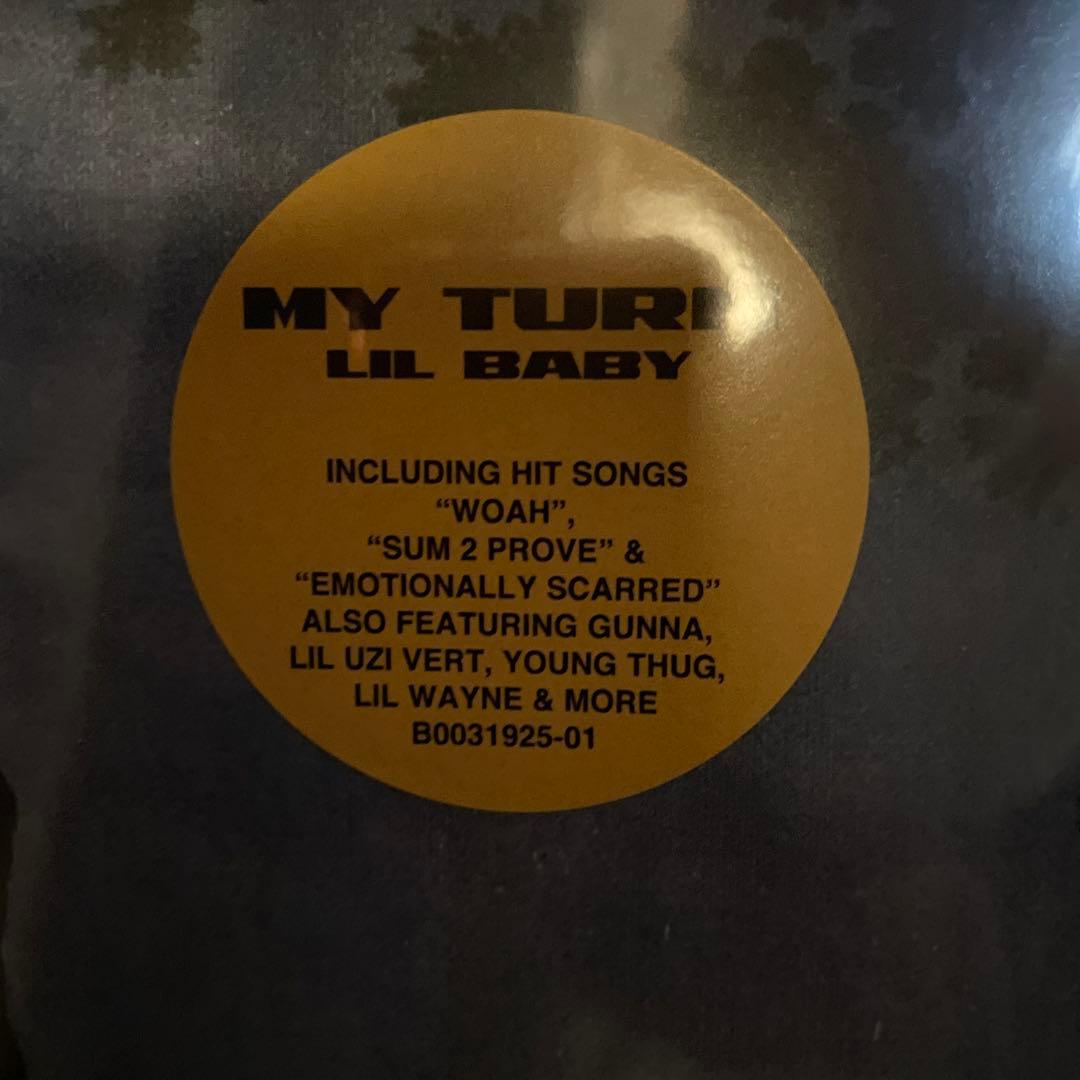 MY TURN
LIL BABY
INCLUDING HIT SONGS
“WOAH”,
“SUM 2 PROVE” &
“EMOTIONALLY SCARRED”
ALSO FEATURING GUNNA,
LIL UZI VERT, YOUNG THUG,
LIL WAYNE & MORE
B0031925-01